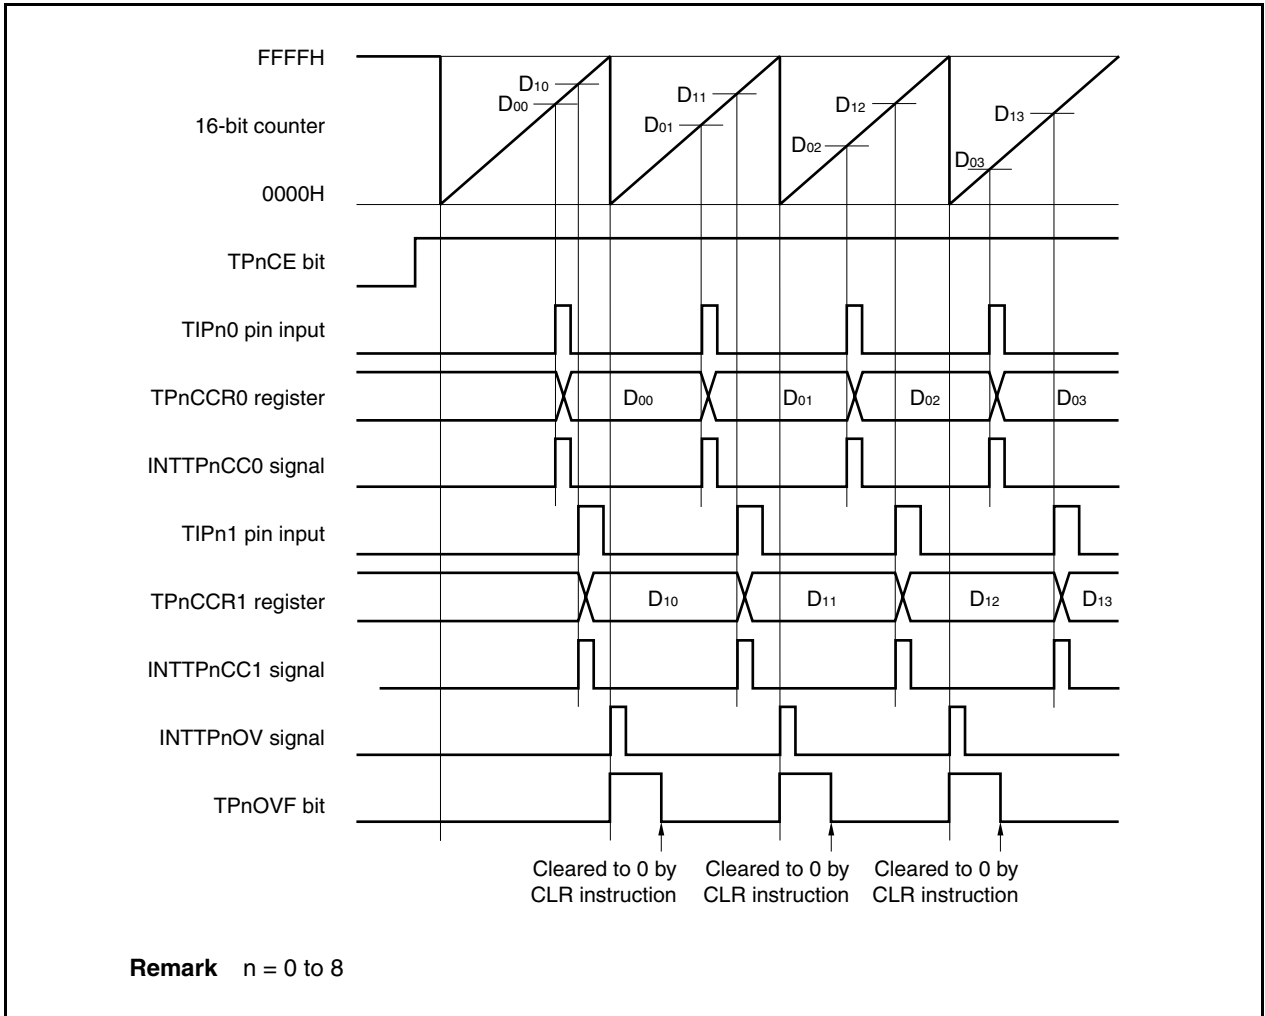 FFFFH
D10
D00
D11
D01
D12
D02
D13
D03
16-bit counter
0000H
TPnCE bit
TIPn0 pin input
TPnCCR0 register
D00
D01
D02
D03
INTTPnCC0 signal
TIPn1 pin input
TPnCCR1 register
D10
D11
D12
D13
INTTPnCC1 signal
INTTPnOV signal
TPnOVF bit
Cleared to 0 by
CLR instruction
Cleared to 0 by
CLR instruction
Cleared to 0 by
CLR instruction
Remark n = 0 to 8